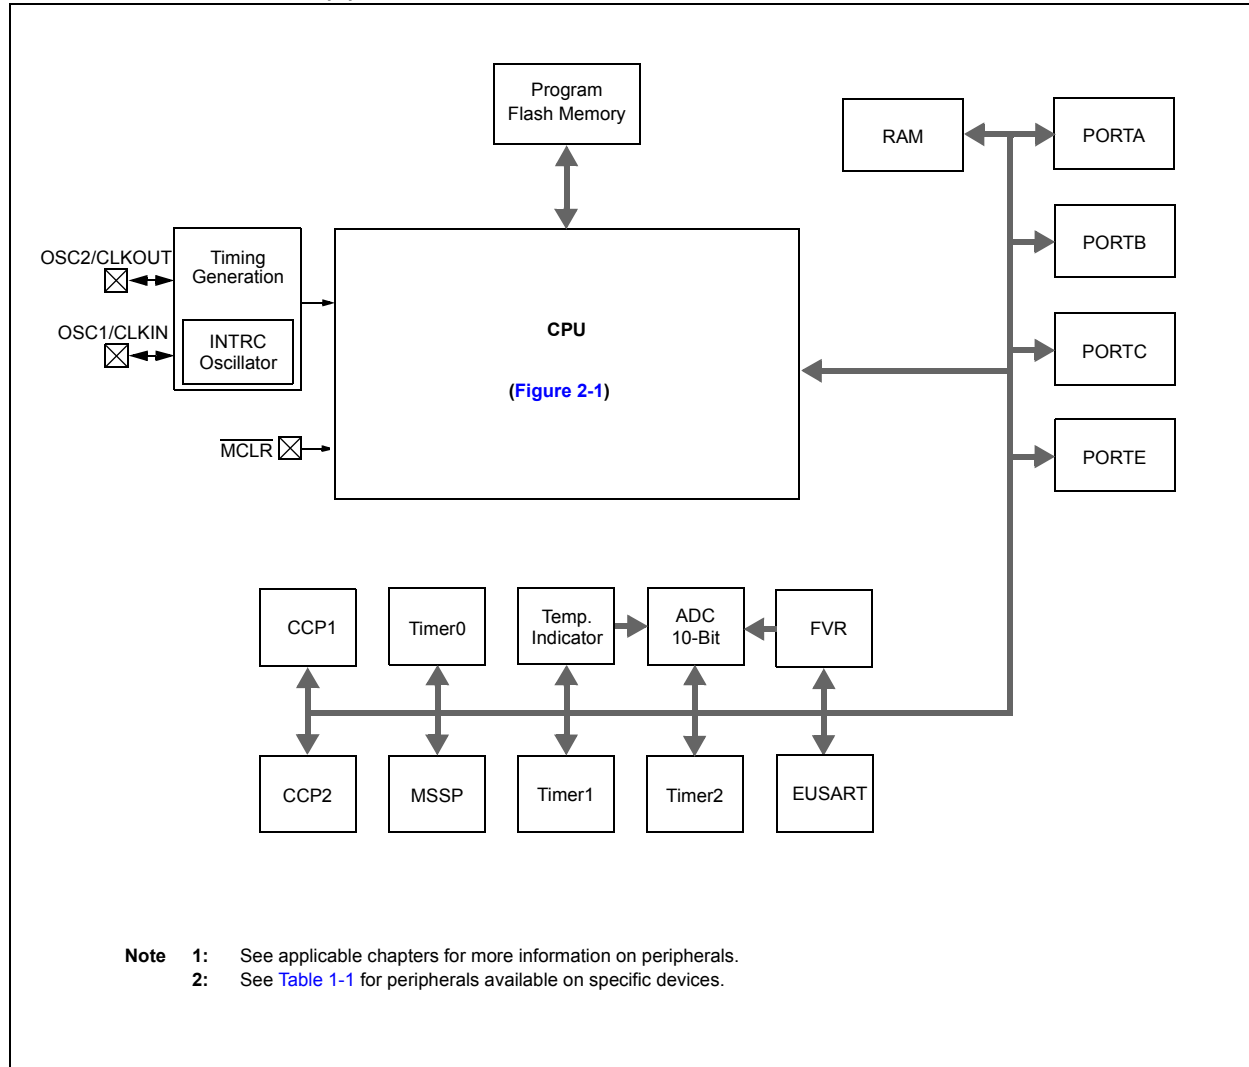 Program
Flash Memory
RAM
PORTA
PORTB
PORTC
PORTE
OSC2/CLKOUT
Timing
Generation
OSC1/CLKIN
INTRC
Oscillator
MCLR
CPU
(Figure 2-1)
CCP1
Timer0
Temp.
Indicator
ADC
10-Bit
FVR
CCP2
MSSP
Timer1
Timer2
EUSART
Note 1: See applicable chapters for more information on peripherals.
2: See Table 1-1 for peripherals available on specific devices.